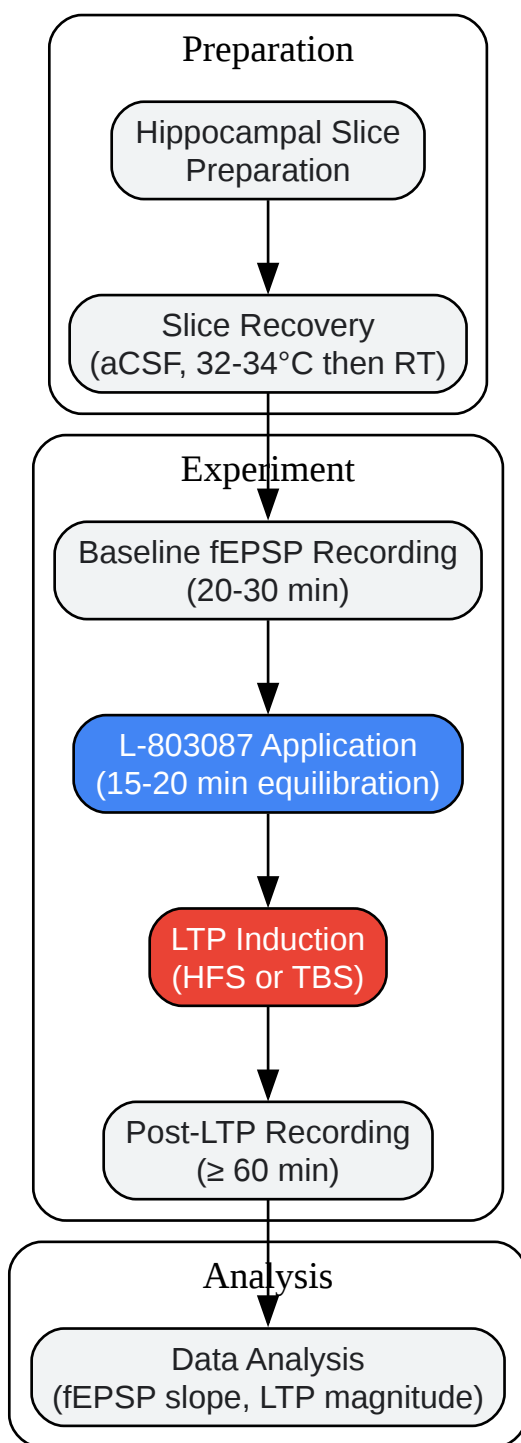 Preparation
Hippocampal Slice
Preparation
Slice Recovery
(aCSF, 32-34°C then RT)
Experiment
Baseline fEPSP Recording
(20-30 min)
L-803087 Application
(15-20 min equilibration)
LTP Induction
(HFS or TBS)
Post-LTP Recording
(≥ 60 min)
Analysis
Data Analysis
(fEPSP slope, LTP magnitude)